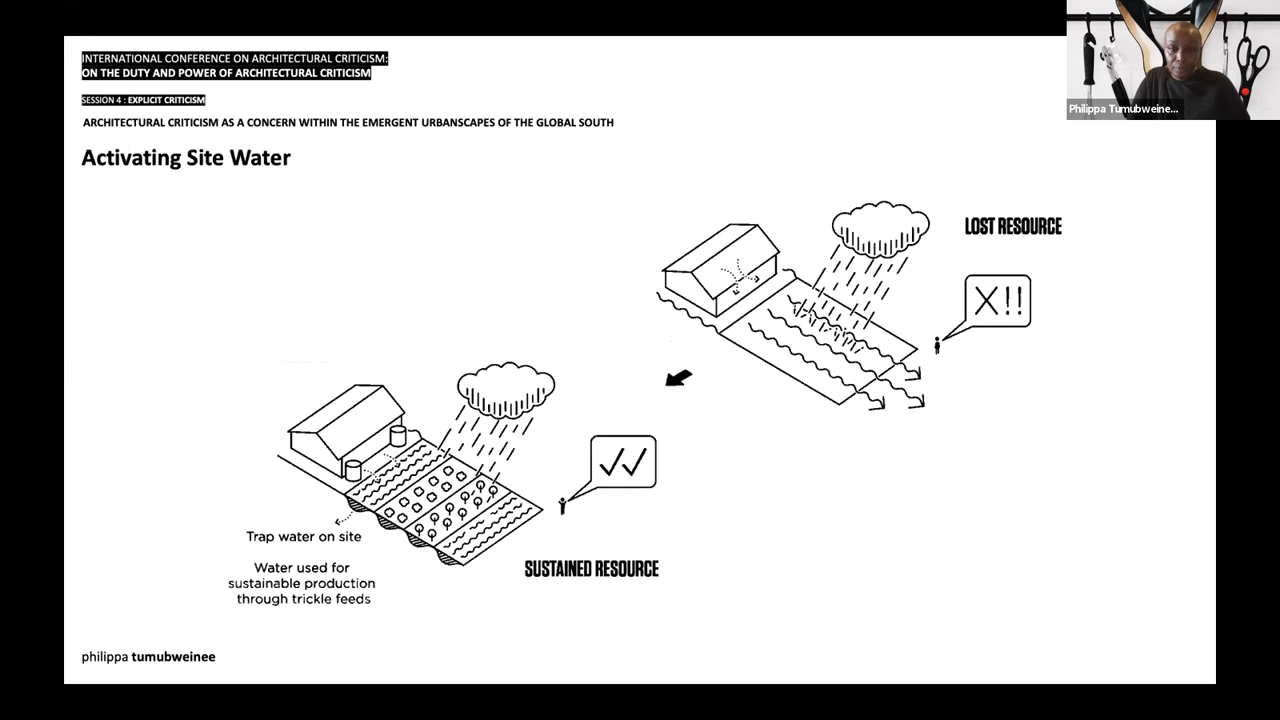 INTERNATIONAL CONFERENCE ON ARCHITECTURAL CRITICISM:
ON THE DUTY AND POWER OF ARCHITECTURAL CRITICISM
SESSION 4 : EXPLICIT CRITICISM
ARCHITECTURAL CRITICISM AS A CONCERN WITHIN THE EMERGENT URBANSCAPES OF THE GLOBAL SOUTH
Activating Site Water
LOST RESOURCE
X!!
Trap water on site
Water used for
sustainable production
through trickle feeds
SUSTAINED RESOURCE
philippa tumubweinee
Philippa Tumubweine...